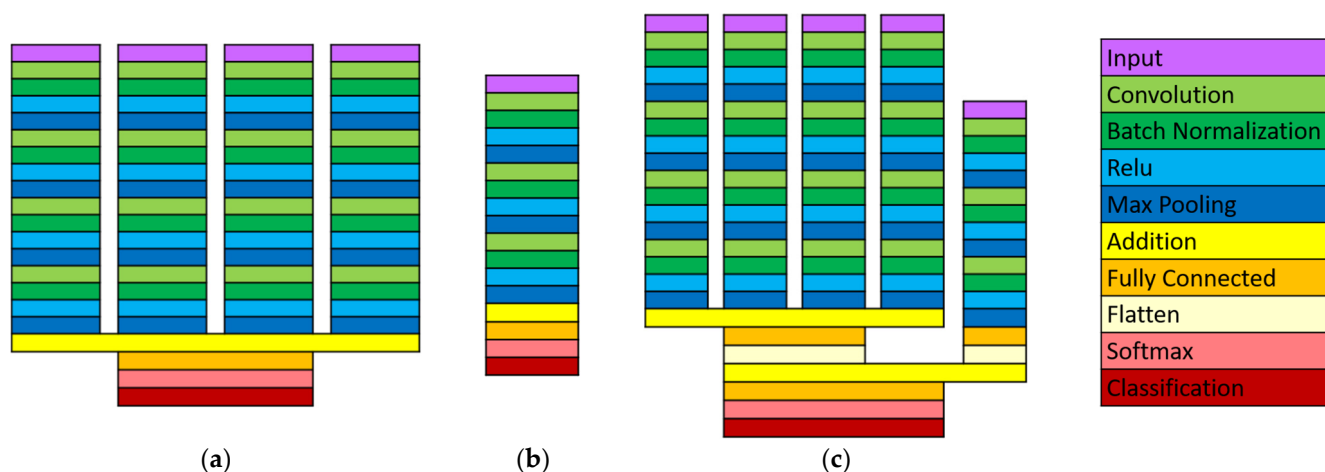 Input
Convolution
Batch Normalization
Relu
Max Pooling
Addition
Fully Connected
Flatten
Softmax
Classification
(a)
(b)
(c)